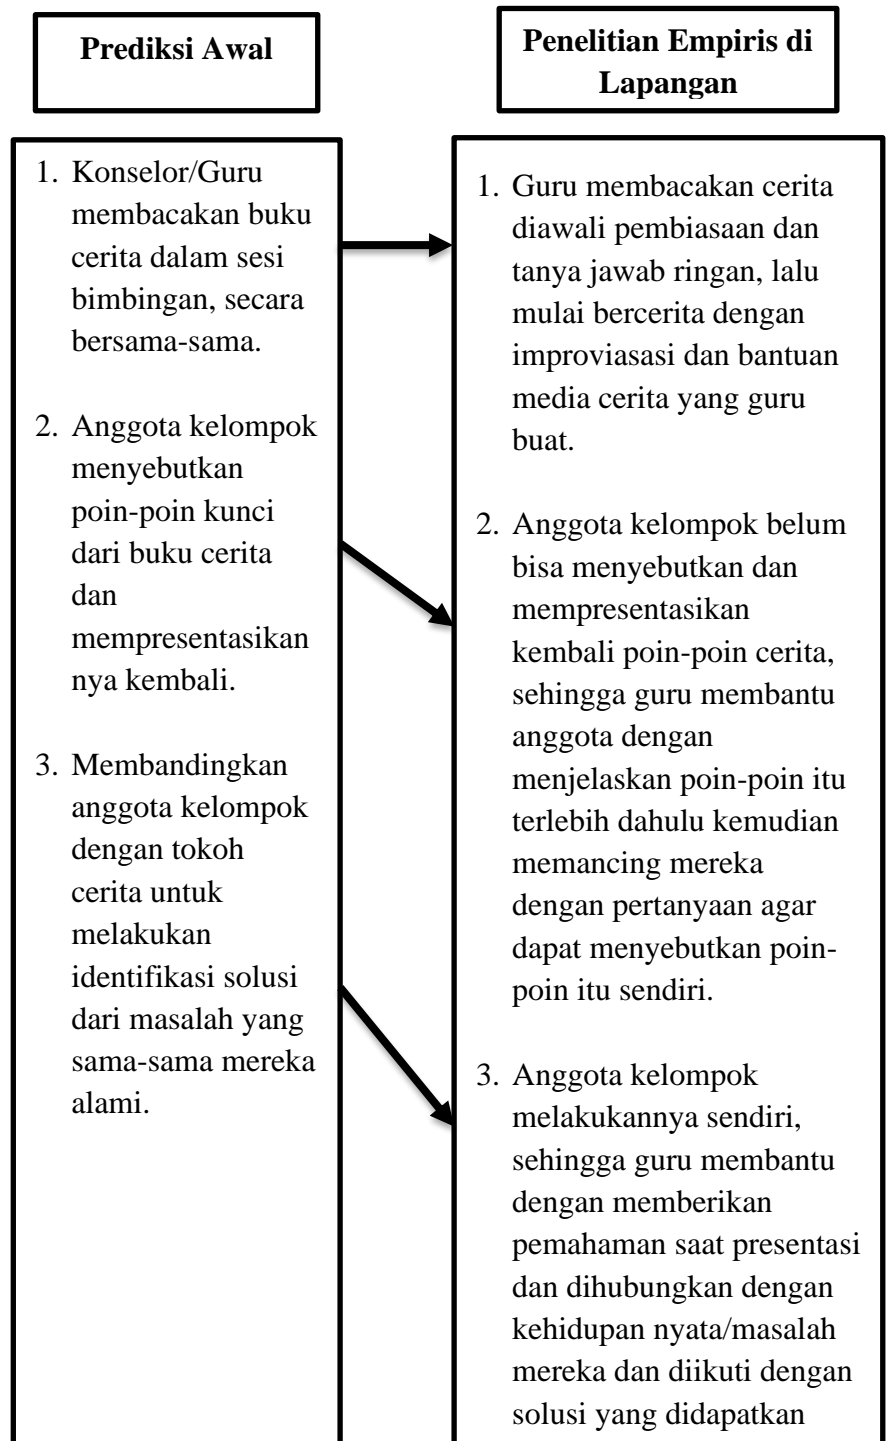 Prediksi Awal
Penelitian Empiris di
Lapangan
1. Konselor/Guru
membacakan buku
cerita dalam sesi
bimbingan, secara
bersama-sama.
2. Anggota kelompok
menyebutkan
poin-poin kunci
dari buku cerita
dan
mempresentasikan
nya kembali.
3. Membandingkan
anggota kelompok
dengan tokoh
cerita untuk
melakukan
identifikasi solusi
dari masalah yang
sama-sama mereka
alami.
1. Guru membacakan cerita
diawali pembiasaan dan
tanya jawab ringan, lalu
mulai bercerita dengan
improviasasi dan bantuan
media cerita yang guru
buat.
2. Anggota kelompok belum
bisa menyebutkan dan
mempresentasikan
kembali poin-poin cerita,
sehingga guru membantu
anggota dengan
menjelaskan poin-poin itu
terlebih dahulu kemudian
memancing mereka
dengan pertanyaan agar
dapat menyebutkan poin-
poin itu sendiri.
3. Anggota kelompok
melakukannya sendiri,
sehingga guru membantu
dengan memberikan
pemahaman saat presentasi
dan dihubungkan dengan
kehidupan nyata/masalah
mereka dan diikuti dengan
solusi yang didapatkan